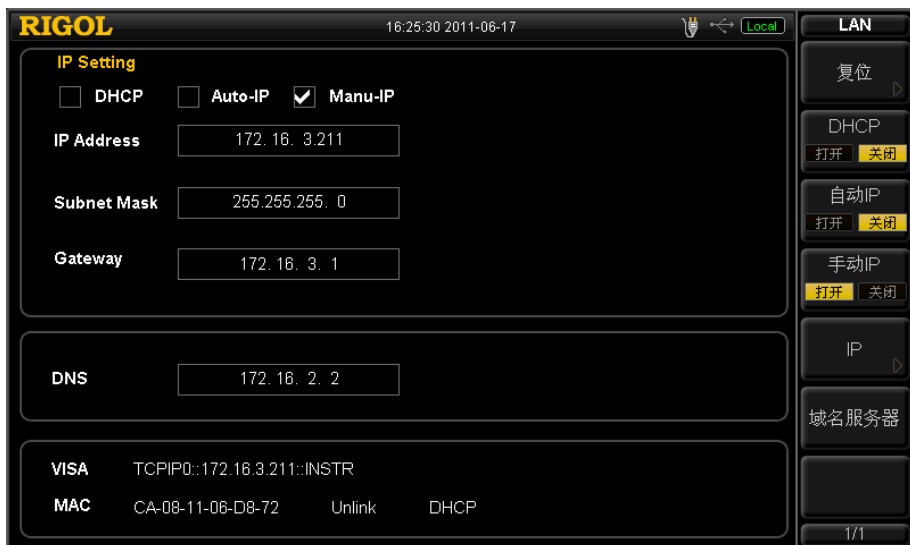 RIGOL 16:25:30 2011-06-17 Local
IP Setting
DHCP Auto-IP Manu-IP
IP Address 172. 16. 3.211
Subnet Mask 255.255.255. 0
Gateway 172. 16. 3. 1
DNS 172. 16. 2. 2
VISA TCPIP0::172.16.3.211::INSTR
MAC CA-08-11-06-D8-72 Unlink DHCP
LAN
复位
DHCP
打开 关闭
自动IP
打开 关闭
手动IP
打开 关闭
IP
域名服务器
1/1